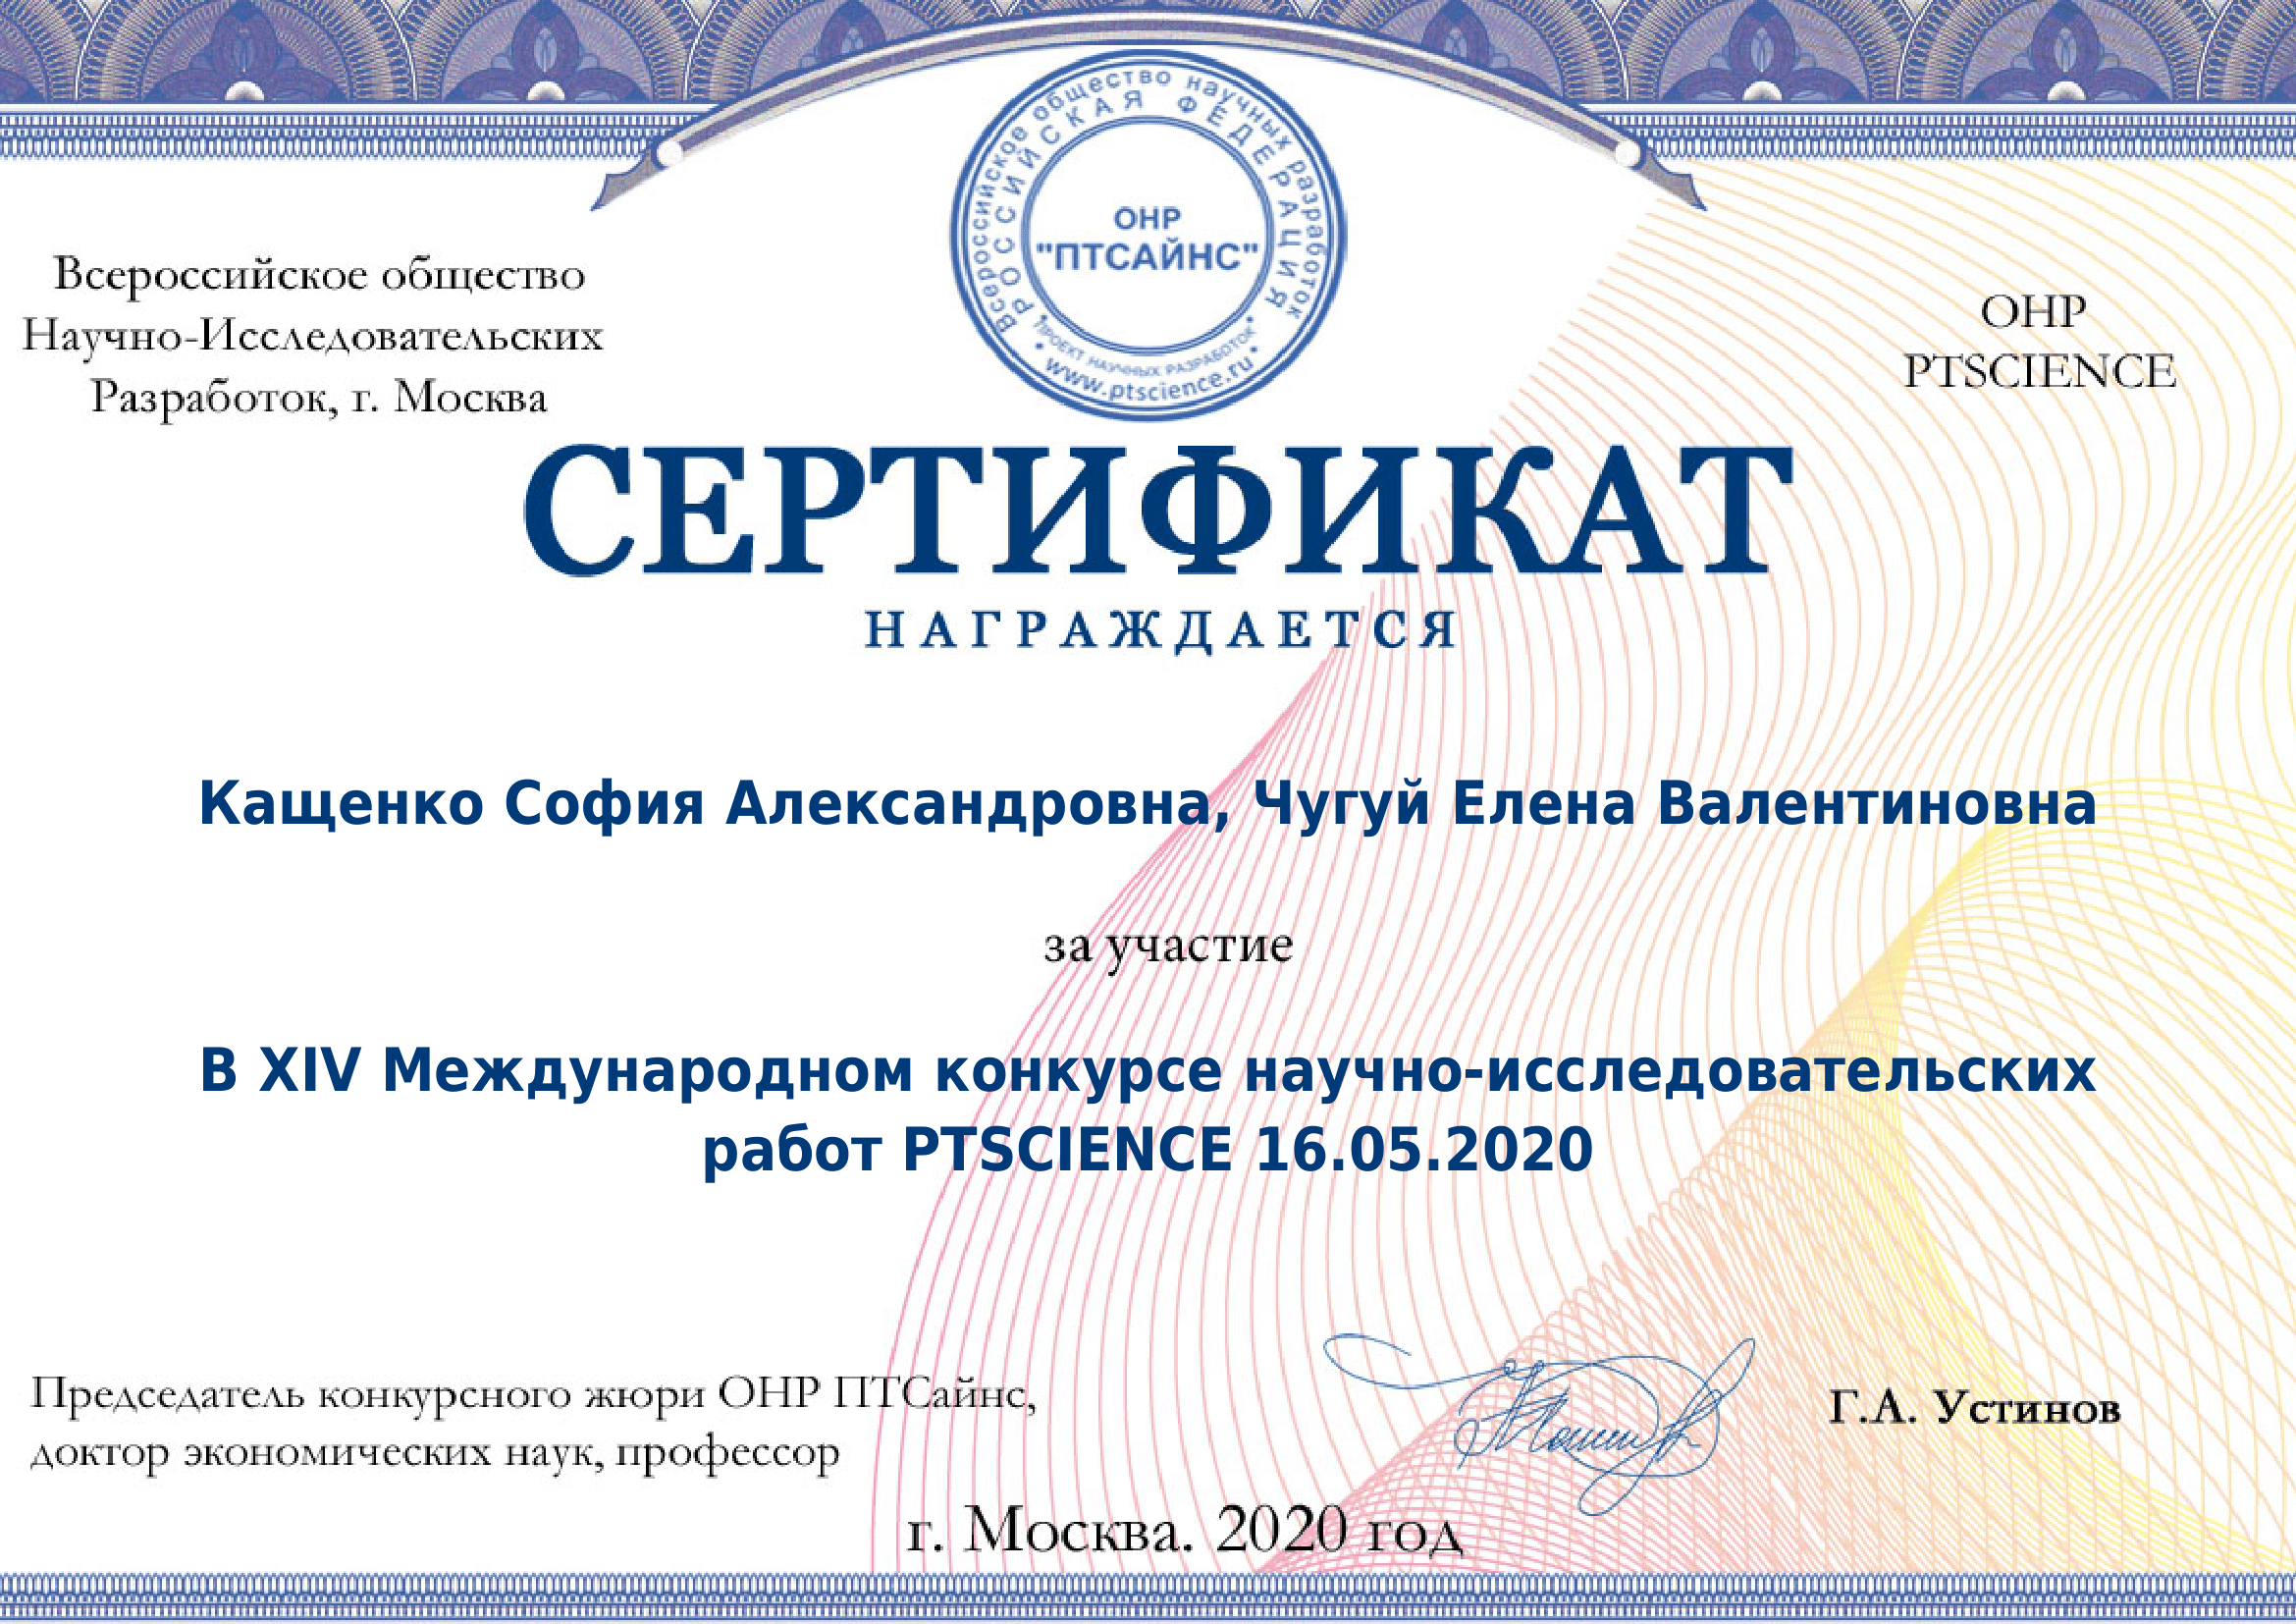 Всероссийское общество научных разработок
РОССИЙСКАЯ ФЕДЕРАЦИЯ
ОНР
"ПТСАЙНС"
ПРОЕКТ НАУЧНЫХ РАЗРАБОТОК
• www.ptscience.ru •
Всероссийское общество
Научно-Исследовательских
Разработок, г. Москва
ОНР
PTSCIENCE
СЕРТИФИКАТ
НАГРАЖДАЕТСЯ
Кащенко София Александровна, Чугуй Елена Валентиновна
за участие
В XIV Международном конкурсе научно-исследовательских
работ PTSCIENCE 16.05.2020
Председатель конкурсного жюри ОНР ПТСайнс,
доктор экономических наук, профессор
Г.А. Устинов
г. Москва. 2020 год